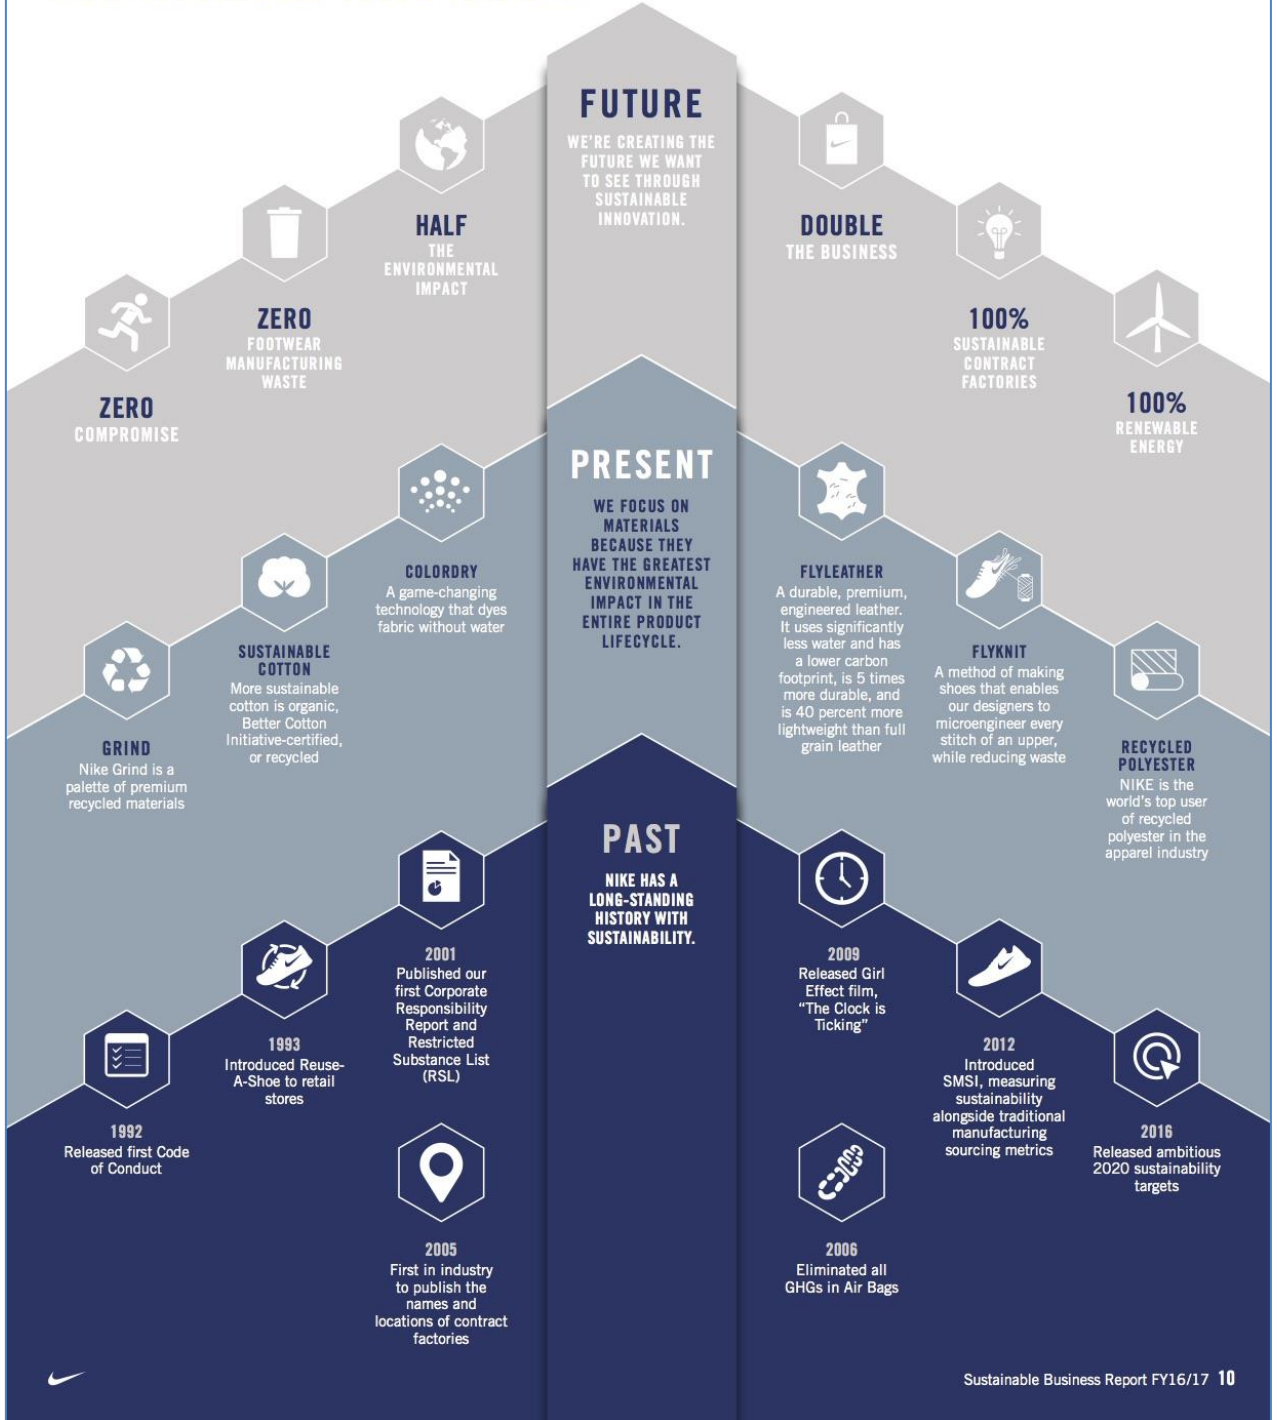 FUTURE
WE'RE CREATING THE
FUTURE WE WANT
TO SEE THROUGH
SUSTAINABLE
INNOVATION.
HALF
THE
ENVIRONMENTAL
IMPACT
ZERO
FOOTWEAR
MANUFACTURING
WASTE
ZERO
COMPROMISE
DOUBLE
THE BUSINESS
100%
SUSTAINABLE
CONTRACT
FACTORIES
100%
RENEWABLE
ENERGY
PRESENT
WE FOCUS ON
MATERIALS
BECAUSE THEY
HAVE THE GREATEST
ENVIRONMENTAL
IMPACT IN THE
ENTIRE PRODUCT
LIFECYCLE.
COLORDRY
A game-changing
technology that dyes
fabric without water
SUSTAINABLE
COTTON
More sustainable
cotton is organic,
Better Cotton
Initiative-certified,
or recycled
GRIND
Nike Grind is a
palette of premium
recycled materials
FLYLEATHER
A durable, premium,
engineered leather.
It uses significantly
less water and has
a lower carbon
footprint, is 5 times
more durable, and
is 40 percent more
lightweight than full
grain leather
FLYKNIT
A method of making
shoes that enables
our designers to
microengineer every
stitch of an upper,
while reducing waste
RECYCLED
POLYESTER
NIKE is the
world's top user
of recycled
polyester in the
apparel industry
PAST
NIKE HAS A
LONG-STANDING
HISTORY WITH
SUSTAINABILITY.
1992
Released first Code
of Conduct
1993
Introduced Reuse-
A-Shoe to retail
stores
2001
Published our
first Corporate
Responsibility
Report and
Restricted
Substance List
(RSL)
2005
First in industry
to publish the
names and
locations of contract
factories
2006
Eliminated all
GHGs in Air Bags
2009
Released Girl
Effect film,
“The Clock is
Ticking”
2012
Introduced
SMSI, measuring
sustainability
alongside traditional
manufacturing
sourcing metrics
2016
Released ambitious
2020 sustainability
targets
Sustainable Business Report FY16/17 10